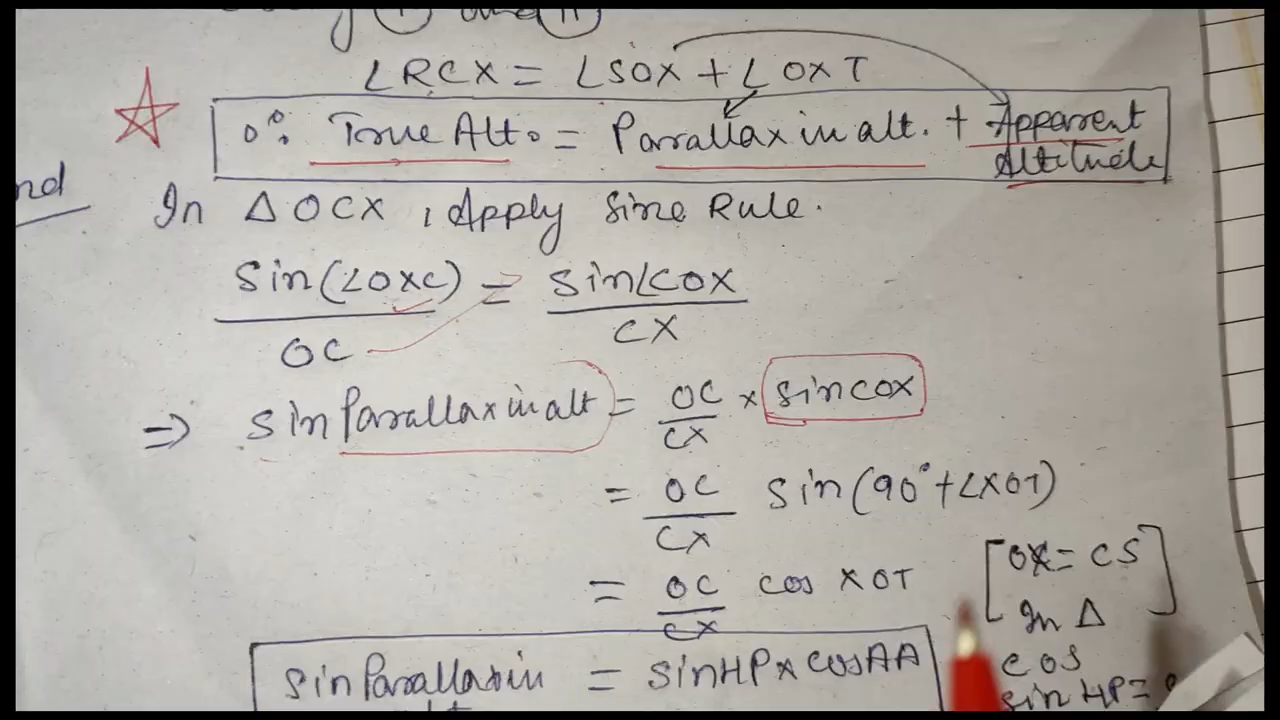 ∠RCX = ∠SOX + ∠OXT
∴ True Alt. = Parallax in alt. + Apparent Altitude
nd
In △ OCX, Apply Sine Rule.
Sin(∠OXC)/OC = Sin∠COX/CX
⇒ Sin Parallax in alt = OC/CX × sin COX
= OC/CX Sin(90° + ∠XOT)
= OC/CX cos XOT
[OX = CS
In △]
cos
sin HP =
sin Parallax in = sin HP × cos AA